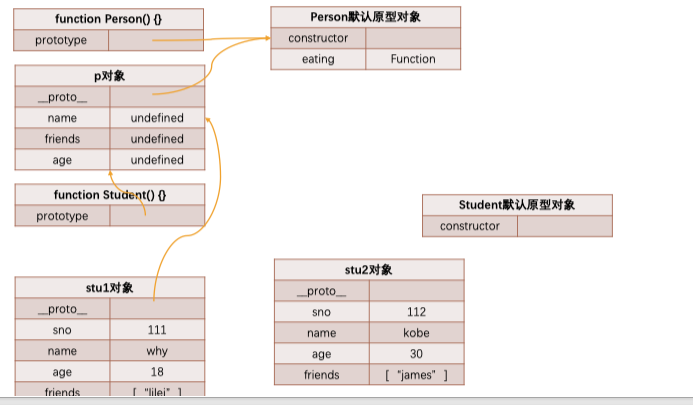 function Person() {}
prototype
Person默认原型对象
constructor
eating Function
p对象
__proto__
name undefined
friends undefined
age undefined
function Student() {}
prototype
Student默认原型对象
constructor
stu1对象
__proto__
sno 111
name why
age 18
friends [ "lilei" ]
stu2对象
__proto__
sno 112
name kobe
age 30
friends [ "james" ]